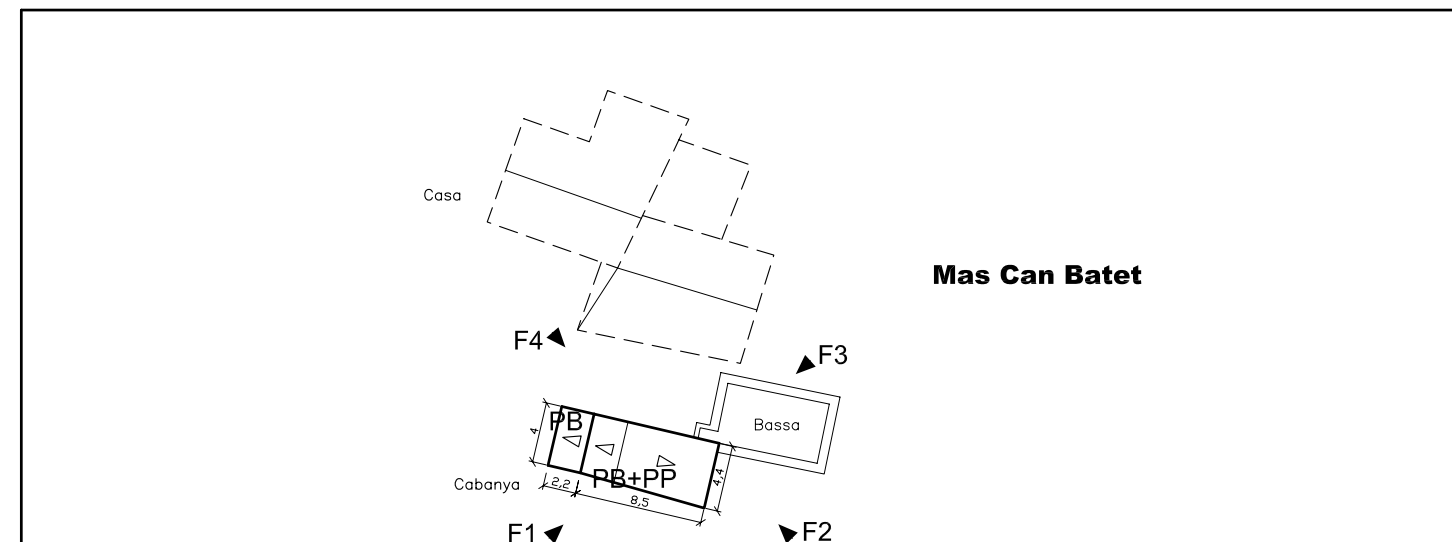 Casa
Mas Can Batet
F4
F3
PB
Bassa
4
PB+PP
4,4
Cabanya
2,2
8,5
F1
F2